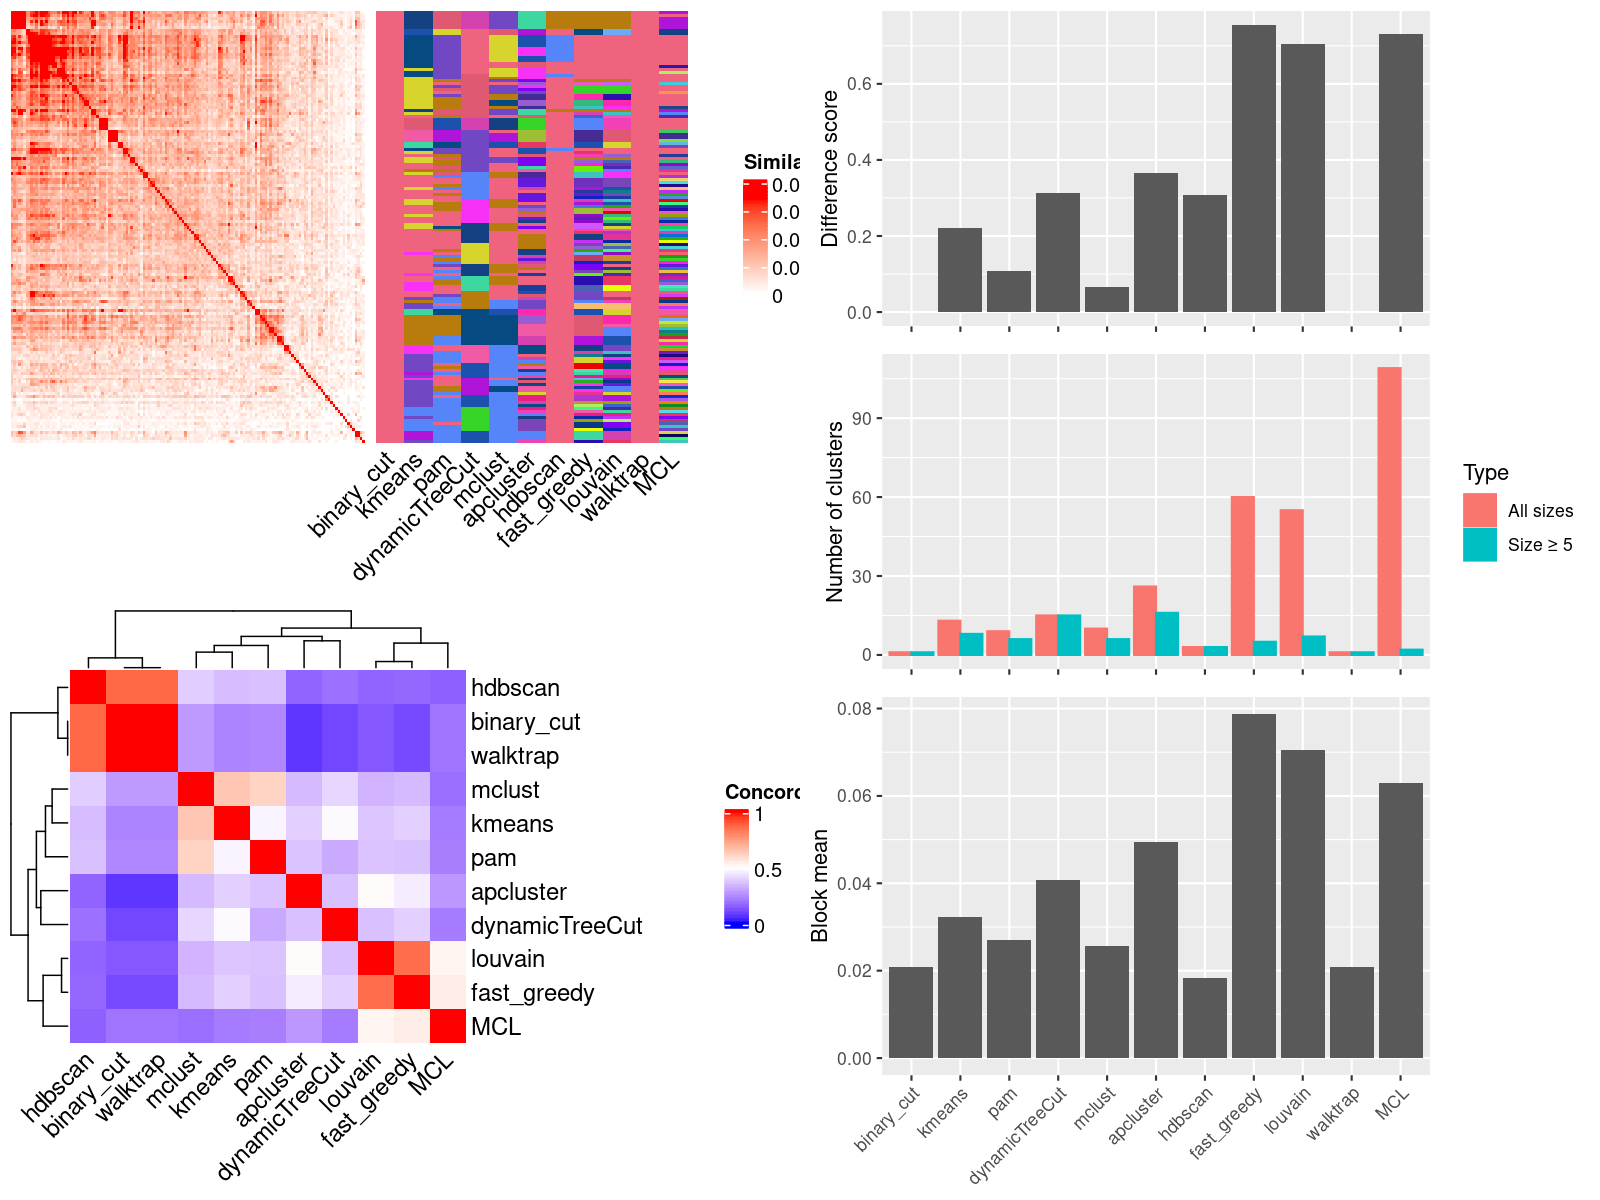 Simila
0.0
0.0
0.0
0.0
0
binary_cut
kmeans
pam
dynamicTreeCut
mclust
apcluster
hdbscan
fast_greedy
louvain
walktrap
MCL
hdbscan
binary_cut
walktrap
mclust
kmeans
pam
apcluster
dynamicTreeCut
louvain
fast_greedy
MCL
hdbscan
binary_cut
walktrap
mclust
kmeans
pam
apcluster
dynamicTreeCut
louvain
fast_greedy
MCL
Concord
1
0.5
0
Difference score
0.6
0.4
0.2
0.0
Number of clusters
90
60
30
0
Type
All sizes
Size ≥ 5
Block mean
0.08
0.06
0.04
0.02
0.00
binary_cut
kmeans
pam
dynamicTreeCut
mclust
apcluster
hdbscan
fast_greedy
louvain
walktrap
MCL